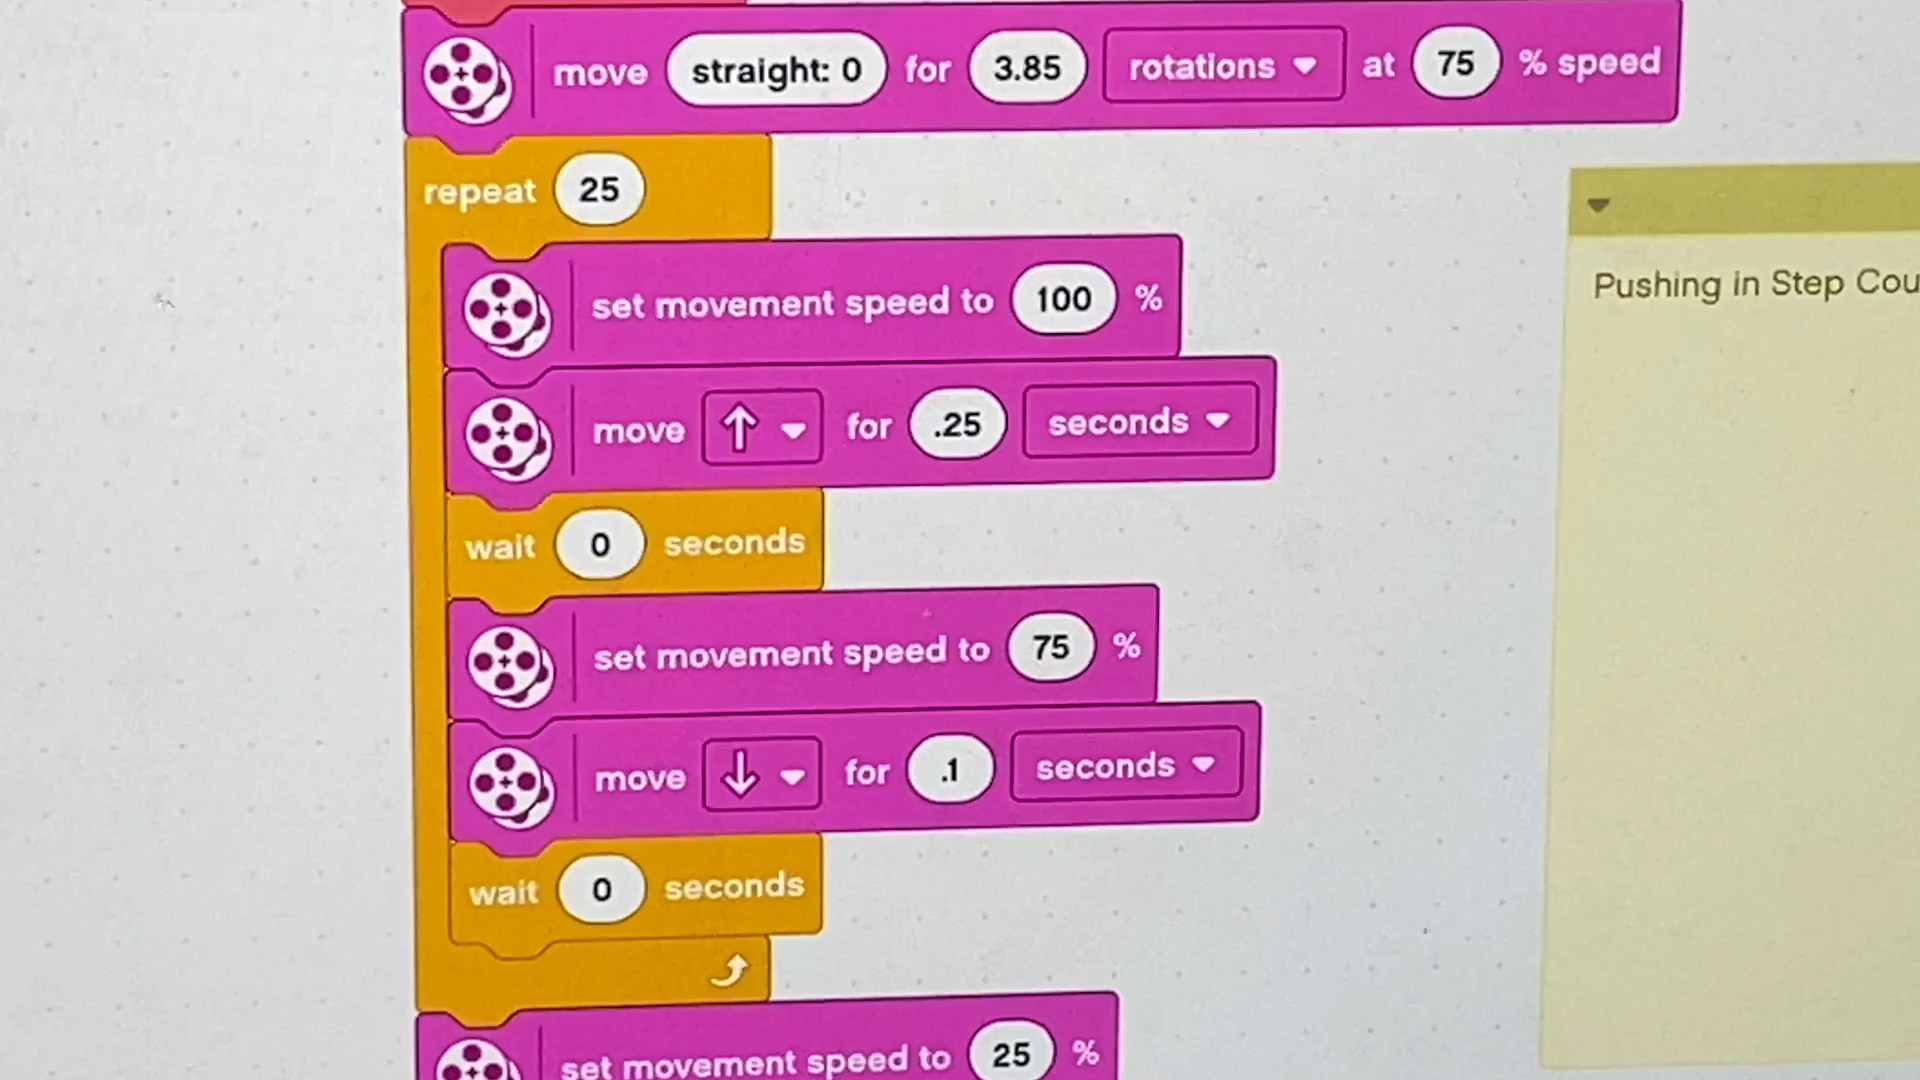 move straight: 0 for 3.85 rotations at 75 % speed
repeat 25
set movement speed to 100 %
move ↑ for .25 seconds
wait 0 seconds
set movement speed to 75 %
move ↓ for .1 seconds
wait 0 seconds
set movement speed to 25 %
Pushing in Step Cou